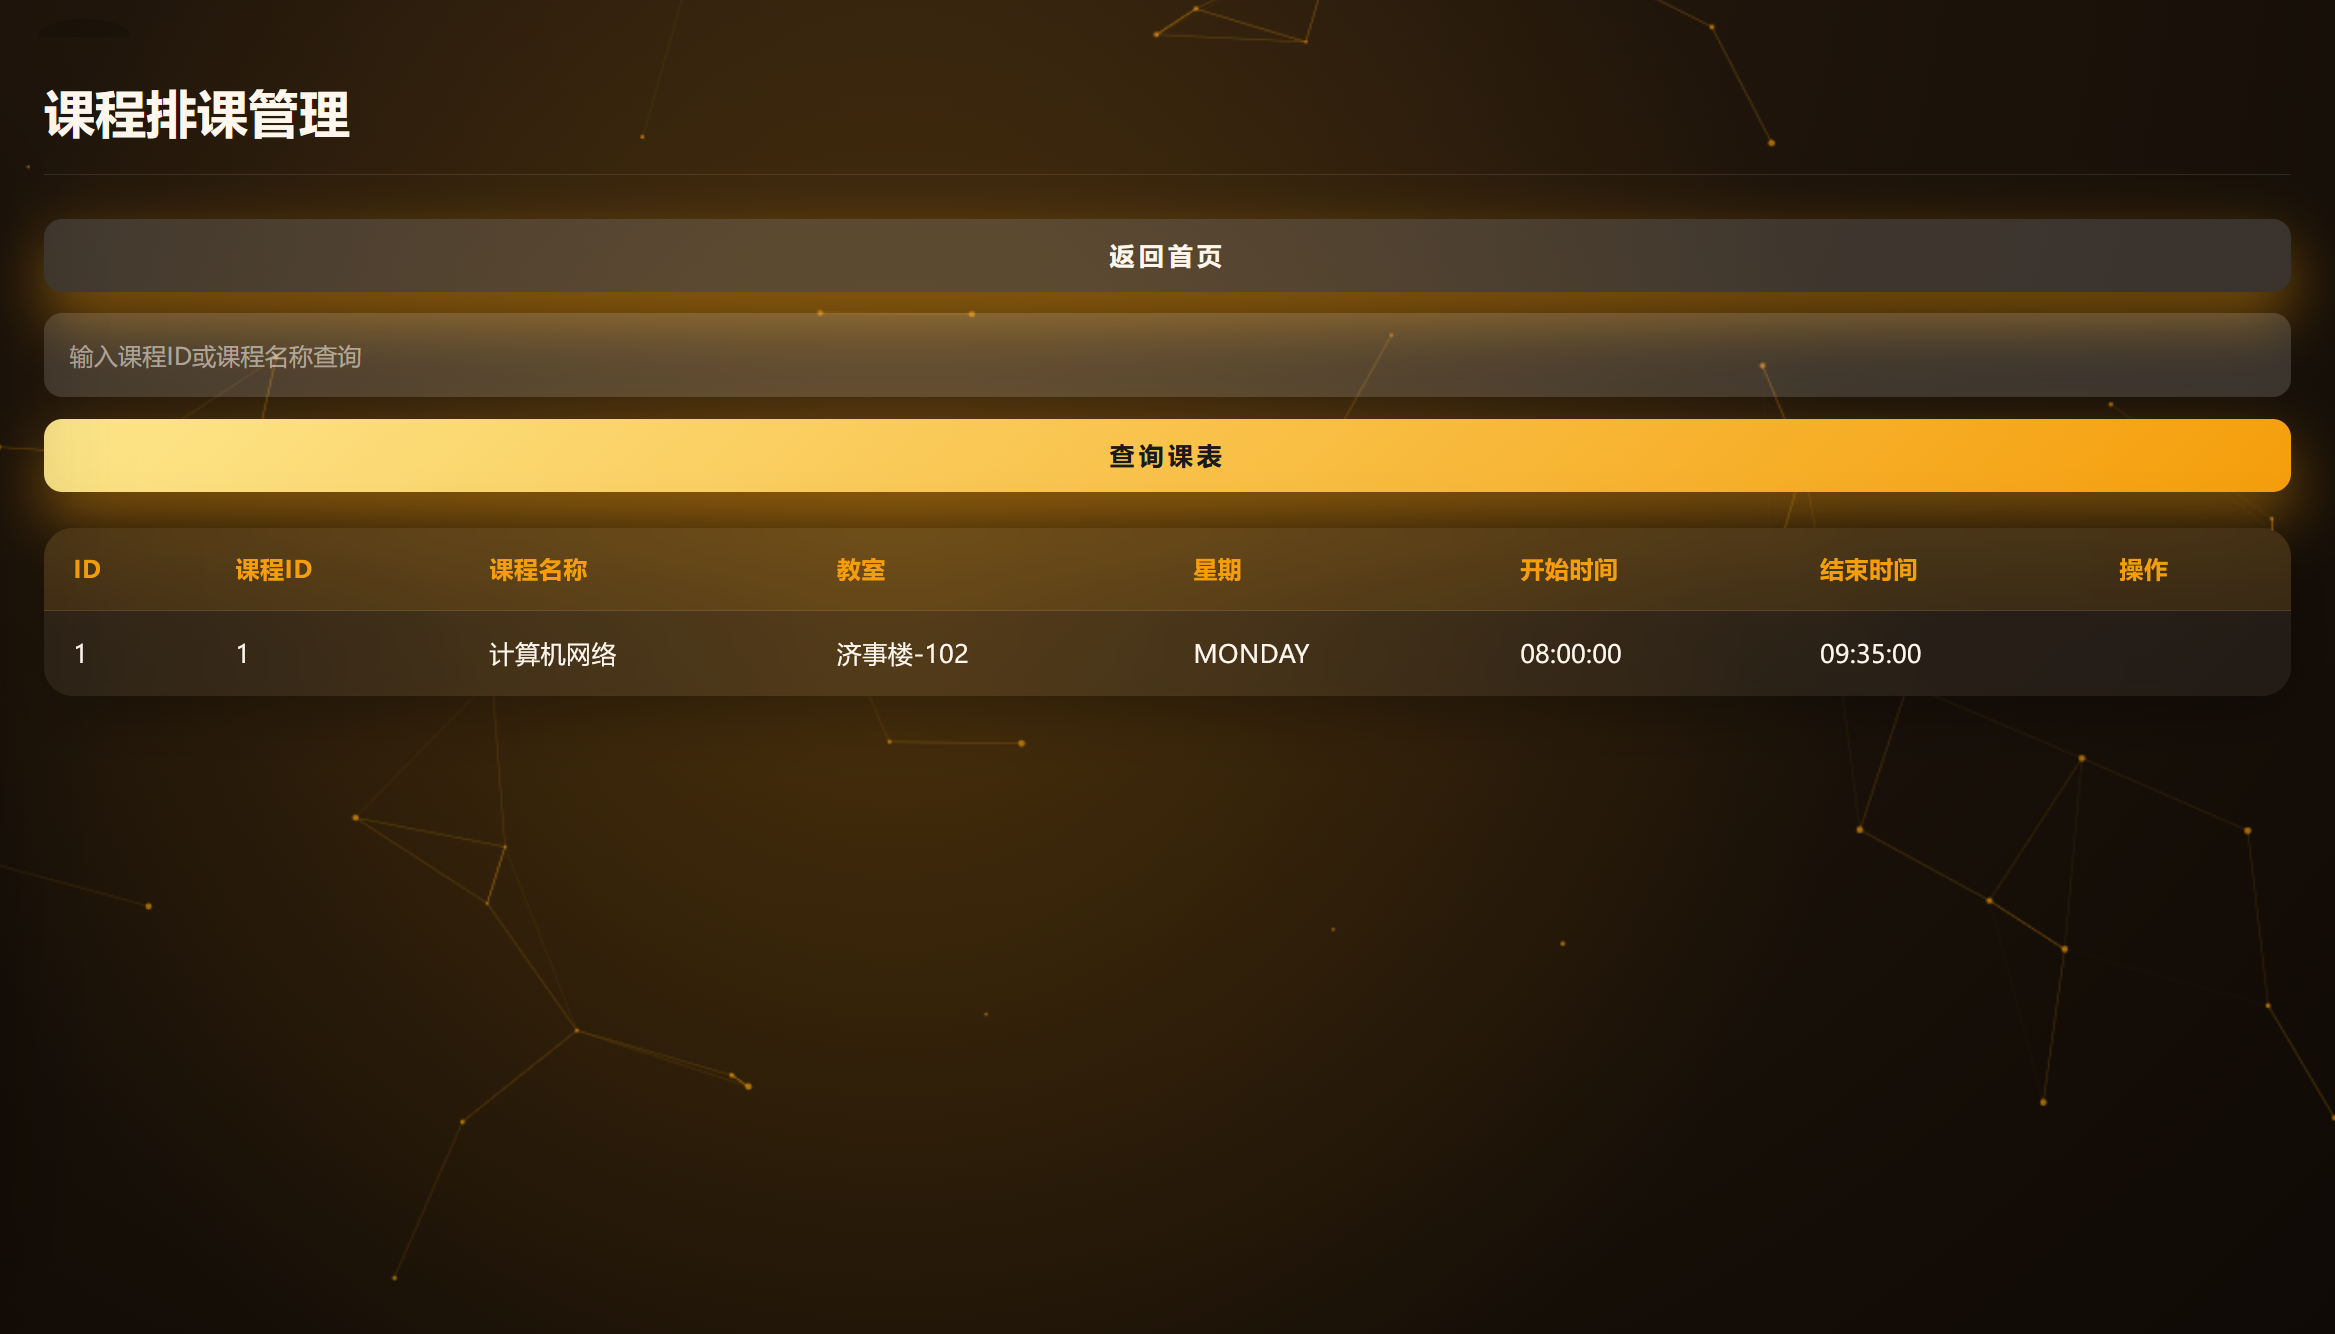 课程排课管理
返回首页
输入课程ID或课程名称查询
查询课表
ID 课程ID 课程名称 教室 星期 开始时间 结束时间 操作
1 1 计算机网络 济事楼-102 MONDAY 08:00:00 09:35:00